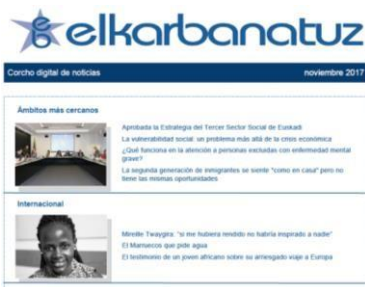 elkarbanatuz
Corcho digital de noticias
noviembre 2017
Ámbitos más cercanos
Aprobada la Estrategia del Tercer Sector Social de Euskadi
La vulnerabilidad social: un problema más allá de la crisis económica
¿Qué funciona en la atención a personas excluidas con enfermedad mental
grave?
La segunda generación de inmigrantes se siente "como en casa" pero no
tiene las mismas oportunidades
Internacional
Mireille Twayigira: "si me hubiera rendido no habría inspirado a nadie"
El Marruecos que pide agua
El testimonio de un joven africano sobre su arriesgado viaje a Europa